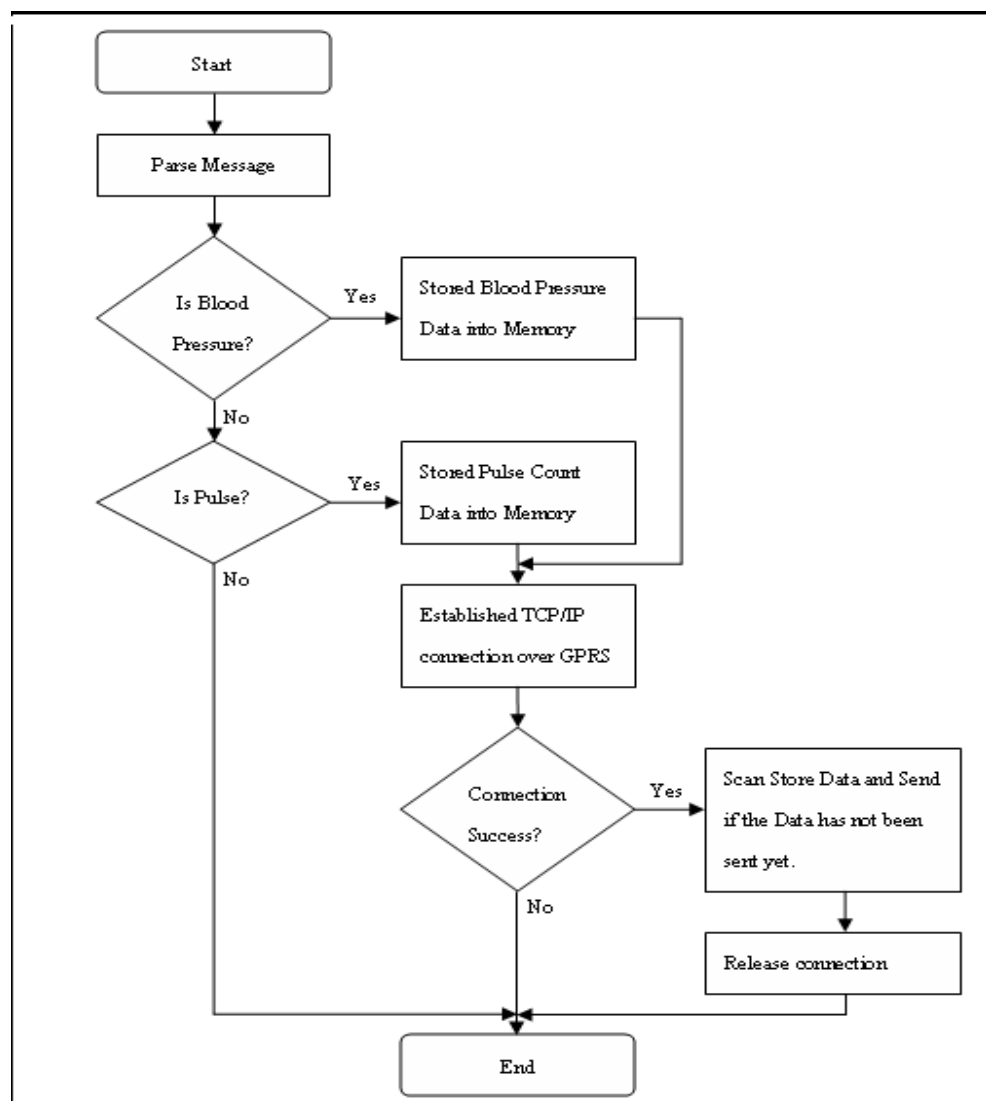 Start
Parse Message
Is Blood
Pressure?
Yes
Stored Blood Pressure
Data into Memory
No
Is Pulse?
Yes
Stored Pulse Count
Data into Memory
No
Established TCP/IP
connection over GPRS
Connection
Success?
Yes
Scan Store Data and Send
if the Data has not been
sent yet.
No
Release connection
End